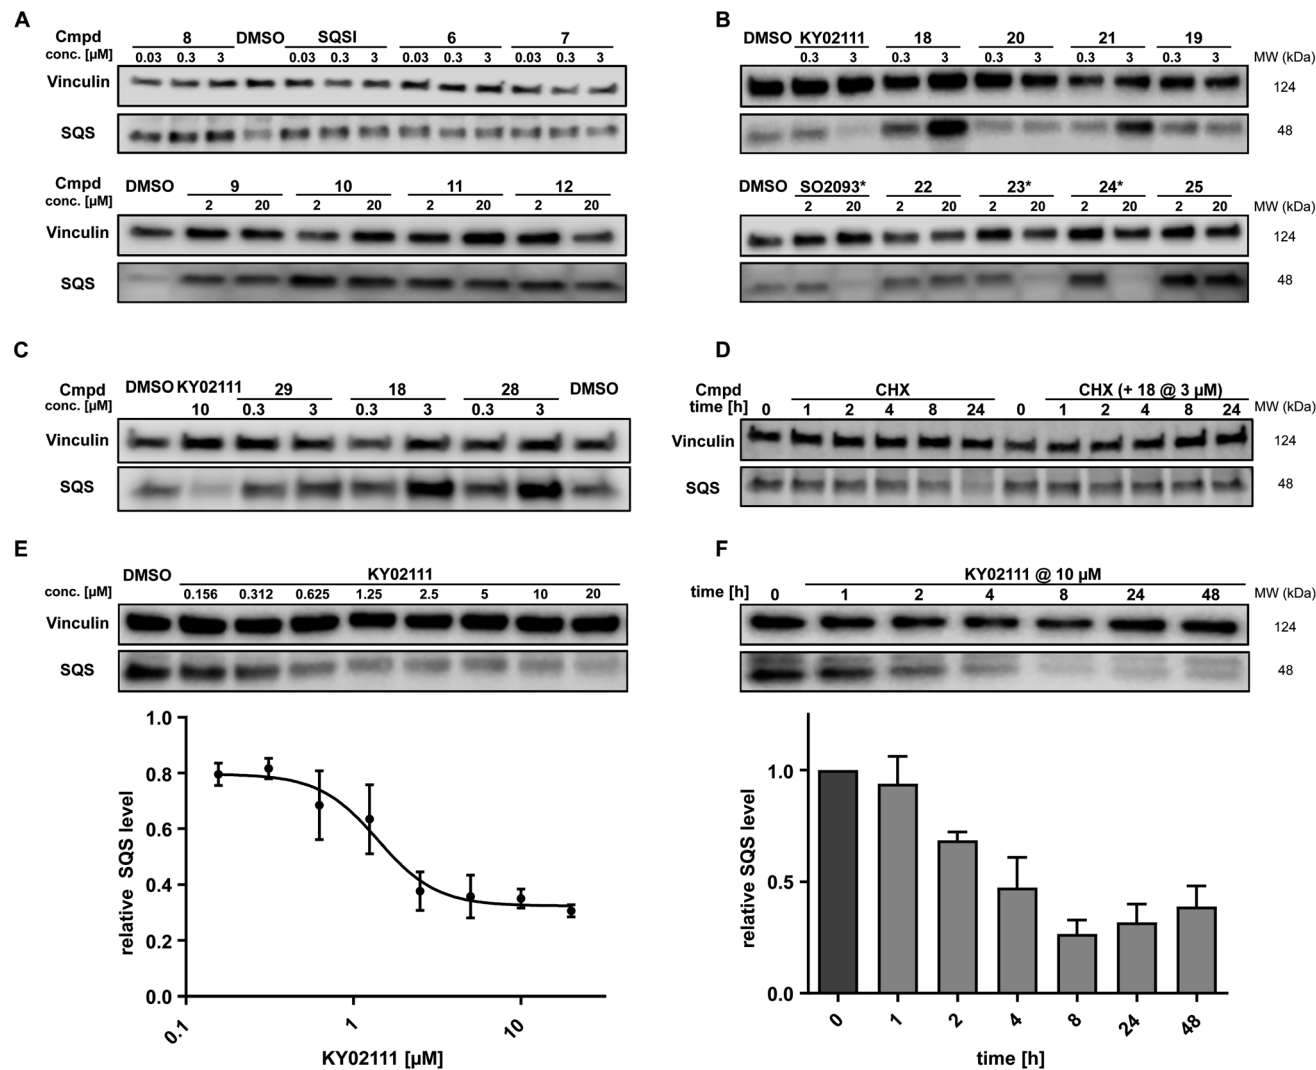 A
Cmpd 8 DMSO SQSI 6 7
conc. [µM] 0.03 0.3 3 0.03 0.3 3 0.03 0.3 3 0.03 0.3 3
Vinculin
SQS
Cmpd DMSO 9 10 11 12
conc. [µM] 2 20 2 20 2 20 2 20
Vinculin
SQS
B
DMSO KY02111 18 20 21 19
0.3 3 0.3 3 0.3 3 0.3 3 0.3 3 MW (kDa)
124
48
DMSO SO2093* 22 23* 24* 25
2 20 2 20 2 20 2 20 2 20 MW (kDa)
124
48
C
Cmpd DMSO KY02111 29 18 28 DMSO
conc. [µM] 10 0.3 3 0.3 3 0.3 3
Vinculin
SQS
D
Cmpd CHX CHX (+ 18 @ 3 µM)
time [h] 0 1 2 4 8 24 0 1 2 4 8 24 MW (kDa)
Vinculin 124
SQS 48
E
DMSO KY02111
conc. [µM] 0.156 0.312 0.625 1.25 2.5 5 10 20
Vinculin
SQS
1.0
0.8
0.6
0.4
0.2
0.0
relative SQS level
0.1 1 10
KY02111 [µM]
F
KY02111 @ 10 µM
time [h] 0 1 2 4 8 24 48 MW (kDa)
124
48
1.0
0.5
0.0
relative SQS level
0 1 2 4 8 24 48
time [h]